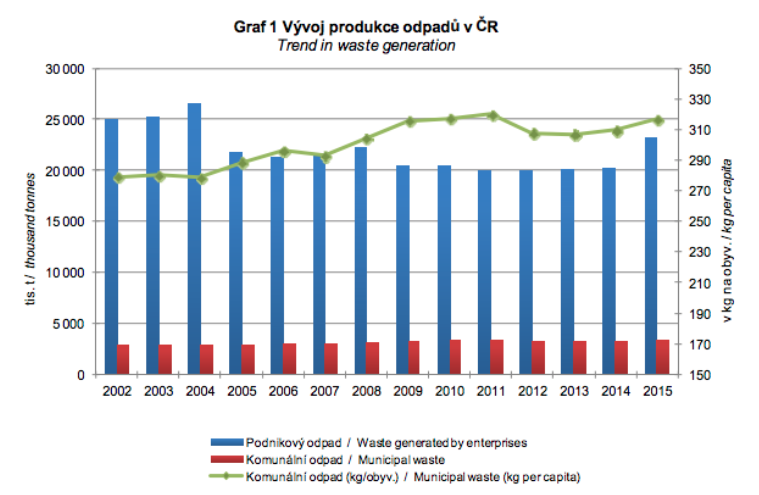 Graf 1 Vývoj produkce odpadů v ČR
Trend in waste generation
tis. t / thousand tonnes
30 000
25 000
20 000
15 000
10 000
5 000
0
350
330
310
290
270
250
230
210
190
170
150
v kg na obyv. / kg per capita
2002 2003 2004 2005 2006 2007 2008 2009 2010 2011 2012 2013 2014 2015
Podnikový odpad / Waste generated by enterprises
Komunální odpad / Municipal waste
Komunální odpad (kg/obyv.) / Municipal waste (kg per capita)